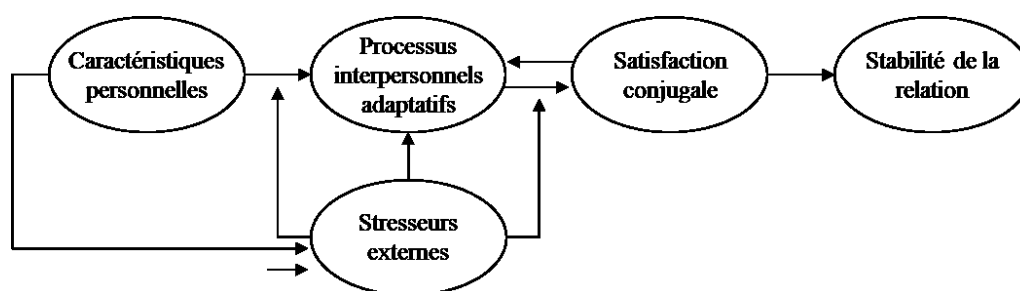 Caractéristiques
personnelles
Processus
interpersonnels
adaptatifs
Satisfaction
conjugale
Stabilité de la
relation
Stresseurs
externes